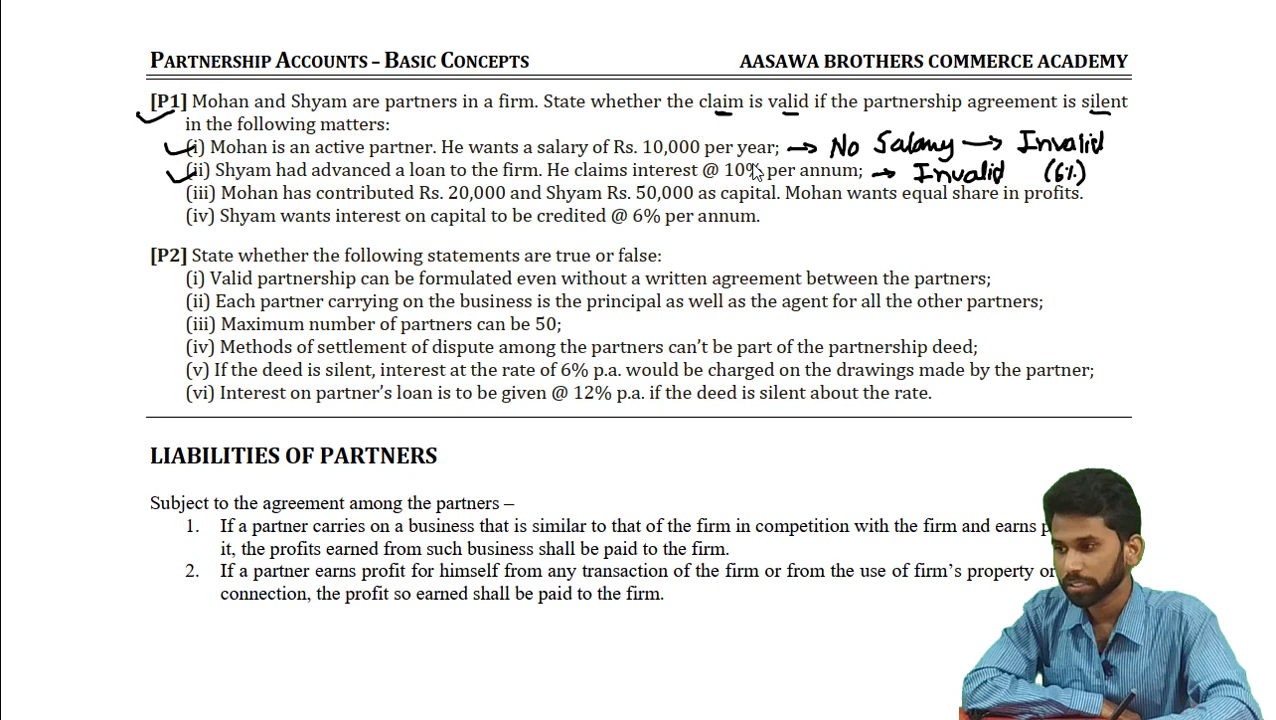 PARTNERSHIP ACCOUNTS – BASIC CONCEPTS AASAWA BROTHERS COMMERCE ACADEMY
[P1] Mohan and Shyam are partners in a firm. State whether the claim is valid if the partnership agreement is silent
in the following matters:
(i) Mohan is an active partner. He wants a salary of Rs. 10,000 per year; → No Salary → Invalid
(ii) Shyam had advanced a loan to the firm. He claims interest @ 10% per annum; → Invalid (6%)
(iii) Mohan has contributed Rs. 20,000 and Shyam Rs. 50,000 as capital. Mohan wants equal share in profits.
(iv) Shyam wants interest on capital to be credited @ 6% per annum.
[P2] State whether the following statements are true or false:
(i) Valid partnership can be formulated even without a written agreement between the partners;
(ii) Each partner carrying on the business is the principal as well as the agent for all the other partners;
(iii) Maximum number of partners can be 50;
(iv) Methods of settlement of dispute among the partners can't be part of the partnership deed;
(v) If the deed is silent, interest at the rate of 6% p.a. would be charged on the drawings made by the partner;
(vi) Interest on partner's loan is to be given @ 12% p.a. if the deed is silent about the rate.
LIABILITIES OF PARTNERS
Subject to the agreement among the partners –
1. If a partner carries on a business that is similar to that of the firm in competition with the firm and earns
it, the profits earned from such business shall be paid to the firm.
2. If a partner earns profit for himself from any transaction of the firm or from the use of firm's property or
connection, the profit so earned shall be paid to the firm.